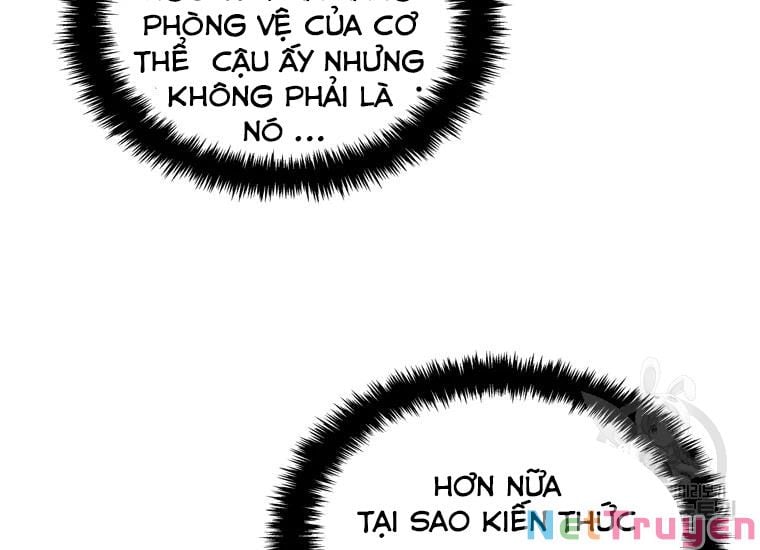 PHÒNG VỆ CỦA CƠ
THỂ CẬU ẤY NHƯNG
KHÔNG PHẢI LÀ
NÓ ...
HƠN NỮA
TẠI SAO KIẾN THỨC
NetTruyen